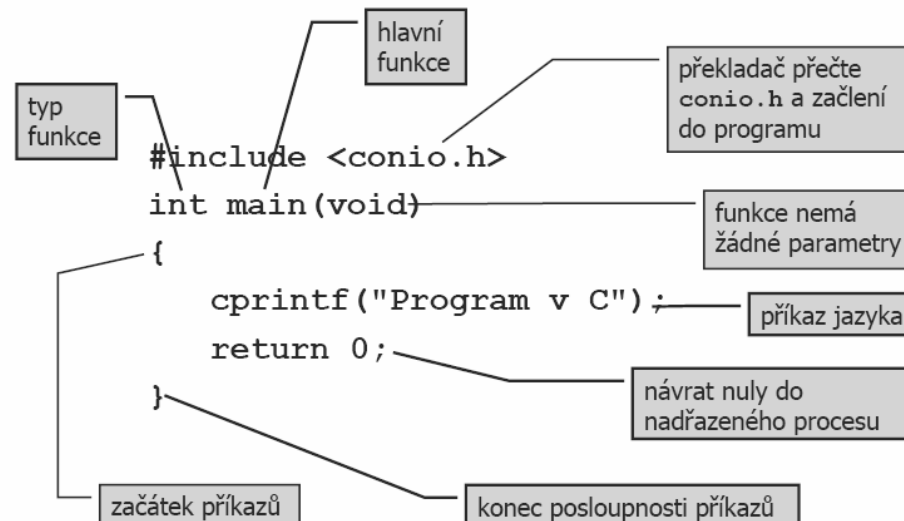 hlavní
funkce
překladač přečte
conio.h a začlení
do programu
typ
funkce
#include <conio.h>
int main(void)
funkce nemá
žádné parametry
{
cprintf("Program v C");
příkaz jazyka
return 0;
návrat nuly do
nadřazeného procesu
}
začátek příkazů
konec posloupnosti příkazů